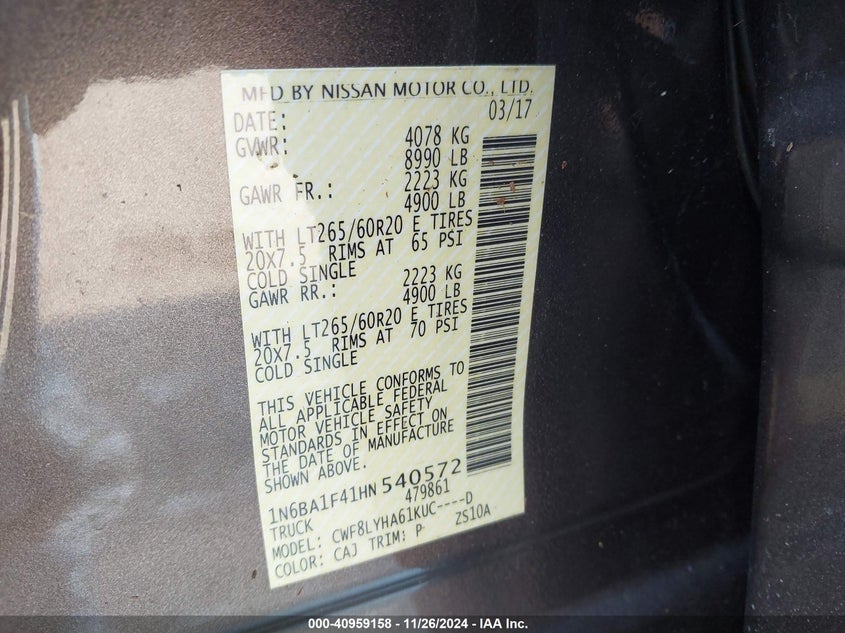 MFD BY NISSAN MOTOR CO., LTD.
DATE: 03/17
GVWR: 4078 KG
8990 LB
GAWR FR.: 2223 KG
4900 LB
WITH LT265/60R20 E TIRES
20X7.5 RIMS AT 65 PSI
COLD SINGLE
GAWR RR.: 2223 KG
4900 LB
WITH LT265/60R20 E TIRES
20X7.5 RIMS AT 70 PSI
COLD SINGLE
THIS VEHICLE CONFORMS TO
ALL APPLICABLE FEDERAL
MOTOR VEHICLE SAFETY
STANDARDS IN EFFECT ON
THE DATE OF MANUFACTURE
SHOWN ABOVE.
1N6BA1F41HN540572
TRUCK 479861
MODEL: CWF8LYHA61KUC----D
COLOR: CAJ TRIM: P ZS10A
000-40959158 - 11/26/2024 - IAA Inc.